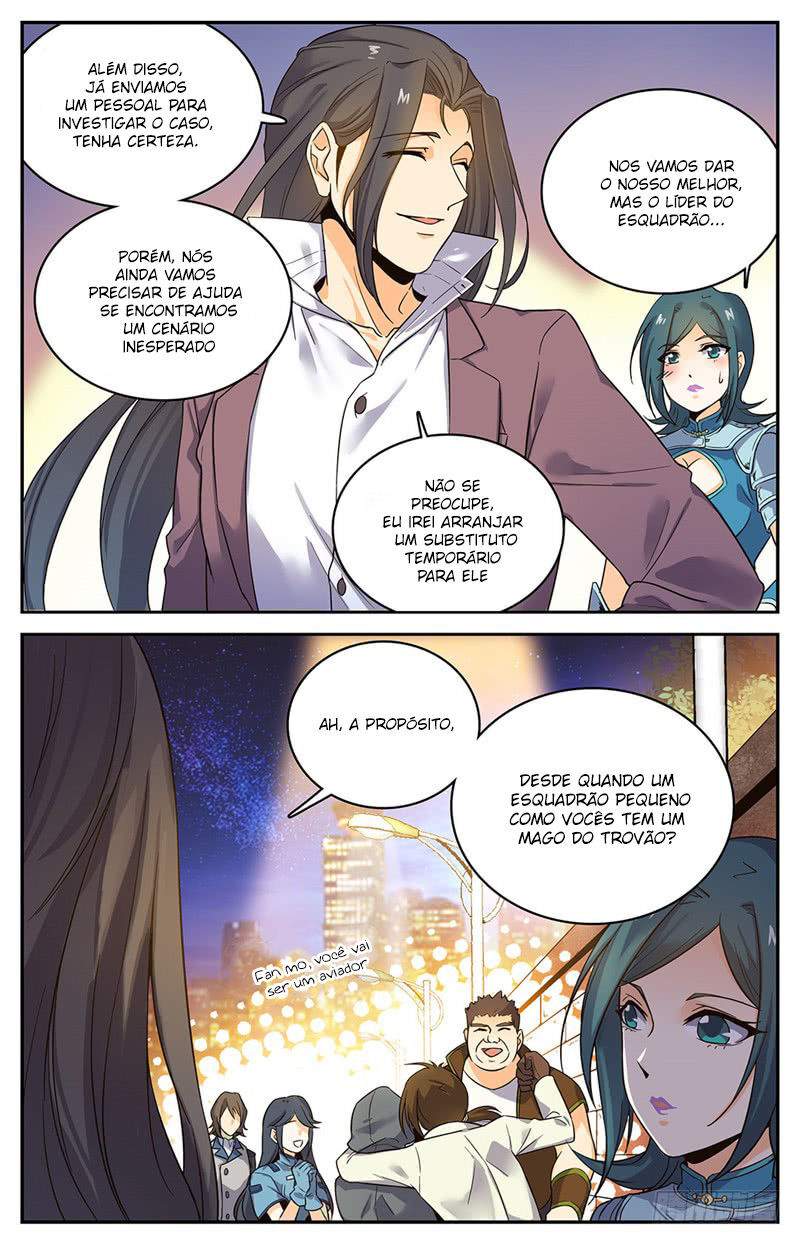 ALÉM DISSO,
JÁ ENVIAMOS
UM PESSOAL PARA
INVESTIGAR O CASO,
TENHA CERTEZA.
PORÉM, NÓS
AINDA VAMOS
PRECISAR DE AJUDA
SE ENCONTRAMOS
UM CENÁRIO
INESPERADO
NOS VAMOS DAR
O NOSSO MELHOR,
MAS O LÍDER DO
ESQUADRÃO...
NÃO SE
PREOCUPE,
EU IREI ARRANJAR
UM SUBSTITUTO
TEMPORÁRIO
PARA ELE
AH, A PROPÓSITO,
DESDE QUANDO UM
ESQUADRÃO PEQUENO
COMO VOCÊS TEM UM
MAGO DO TROVÃO?
Fan mo, você vai
ser um aviador